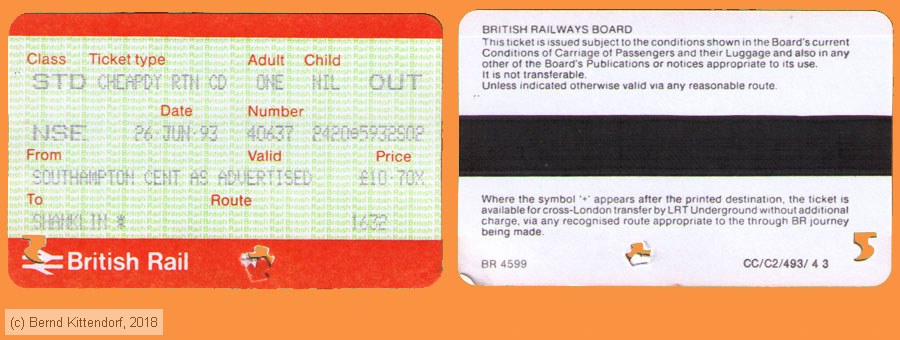 Class Ticket type Adult Child
STD CHEAPDY RTN CD ONE NIL OUT
Date Number
NSE 26 JUN 93 40637 2420⌀5932S02
From Valid Price
SOUTHAMPTON CENT AS ADVERTISED £10.70X
To Route
SHANKLIN * 1632
British Rail
BRITISH RAILWAYS BOARD
This ticket is issued subject to the conditions shown in the Board's current
Conditions of Carriage of Passengers and their Luggage and also in any
other of the Board's Publications or notices appropriate to its use.
It is not transferable.
Unless indicated otherwise valid via any reasonable route.
Where the symbol '+' appears after the printed destination, the ticket is
available for cross-London transfer by LRT Underground without additional
charge, via any recognised route appropriate to the through BR journey
being made.
BR 4599 CC/C2/493/ 4 3
(c) Bernd Kittendorf, 2018